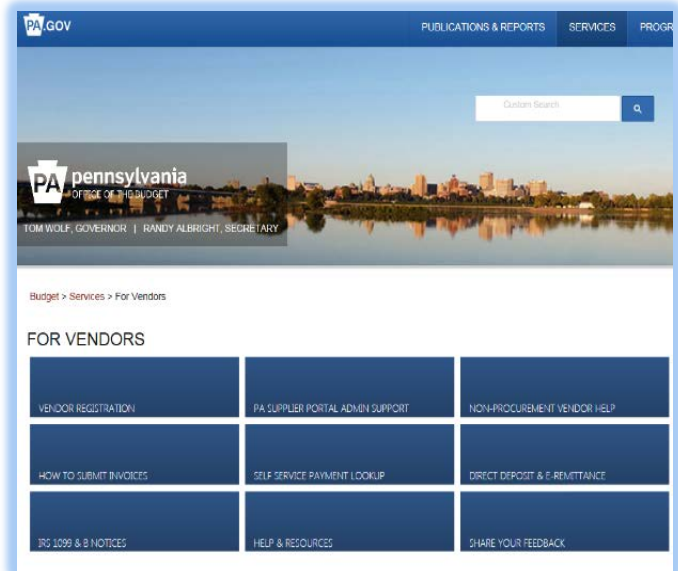 PA.GOV
PUBLICATIONS & REPORTS SERVICES PROGR
Custom Search
PA pennsylvania
OFFICE OF THE BUDGET
TOM WOLF, GOVERNOR | RANDY ALBRIGHT, SECRETARY
Budget > Services > For Vendors
FOR VENDORS
VENDOR REGISTRATION
PA SUPPLIER PORTAL ADMIN SUPPORT
NON-PROCUREMENT VENDOR HELP
HOW TO SUBMIT INVOICES
SELF SERVICE PAYMENT LOOKUP
DIRECT DEPOSIT & E-REMITTANCE
IRS 1099 & B NOTICES
HELP & RESOURCES
SHARE YOUR FEEDBACK